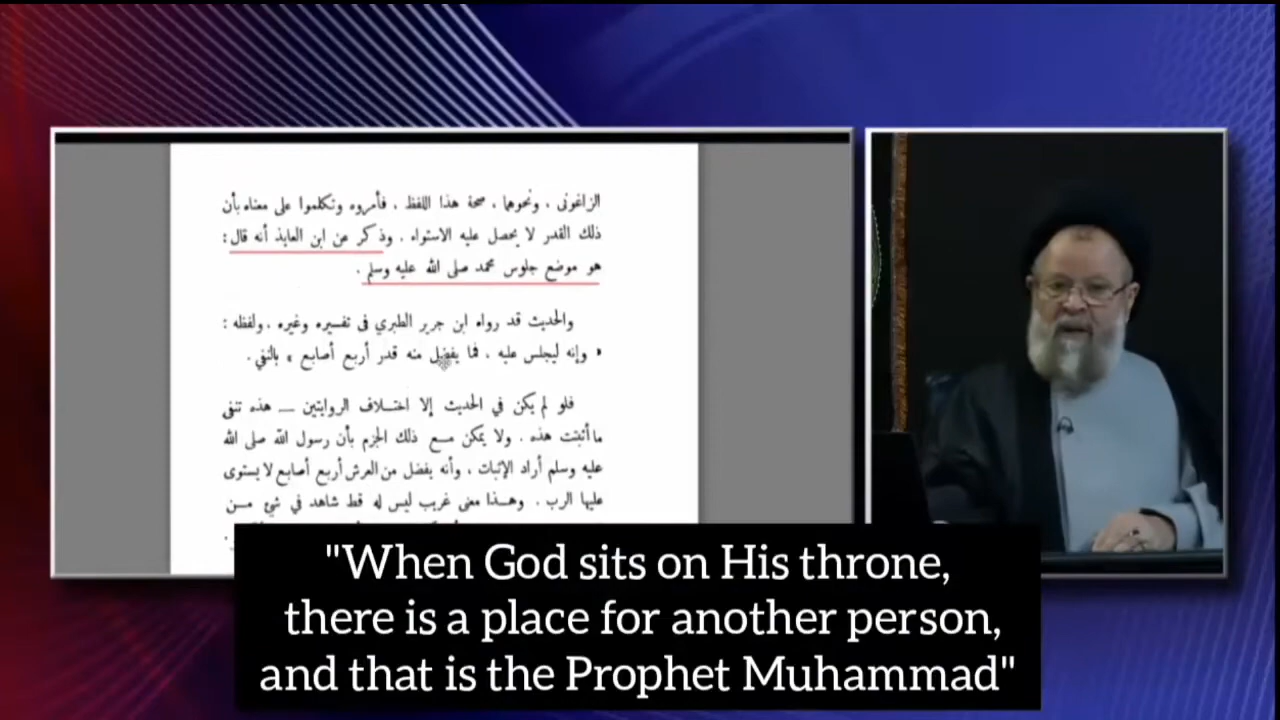 الزاغونى ، ونحوهما ، صحة هذا اللفظ ، فأمروه وتكلموا على معناه بأن
ذلك القدر لا يحصل عليه الاستواء . وذكر عن ابن العايذ أنه قال :
هو موضع جلوس محمد صلى الله عليه وسلم .
والحديث قد رواه ابن جرير الطبري فى تفسيره وغيره ، ولفظه :
« وإنه ليجلس عليه ، فما يفضل منه قدر أربع أصابع » بالنفي .
فلو لم يكن في الحديث إلا اختلاف الروايتين — هذه تنفى
ما أثبتت هذه . ولا يمكن مع ذلك الجزم بأن رسول الله صلى الله
عليه وسلم أراد الإثبات ، وأنه يفضل من العرش أربع أصابع لا يستوى
عليها الرب . وهذا معنى غريب ليس له قط شاهد في شيء من
"When God sits on His throne,
there is a place for another person,
and that is the Prophet Muhammad"